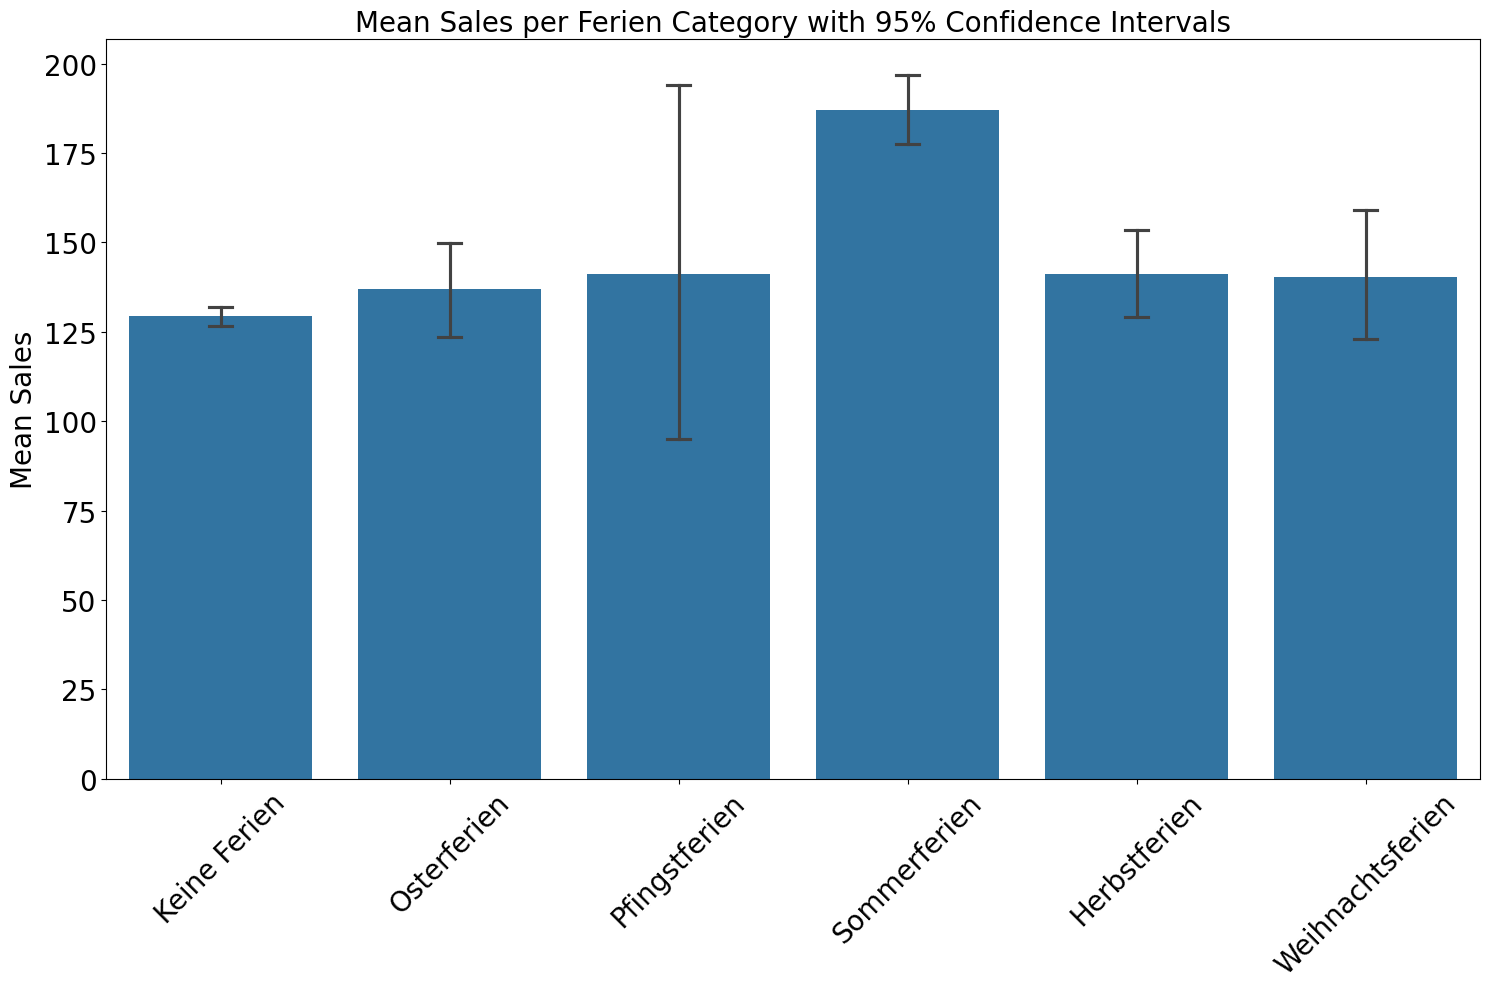 Mean Sales per Ferien Category with 95% Confidence Intervals
Mean Sales
200
175
150
125
100
75
50
25
0
Keine Ferien
Osterferien
Pfingstferien
Sommerferien
Herbstferien
Weihnachtsferien